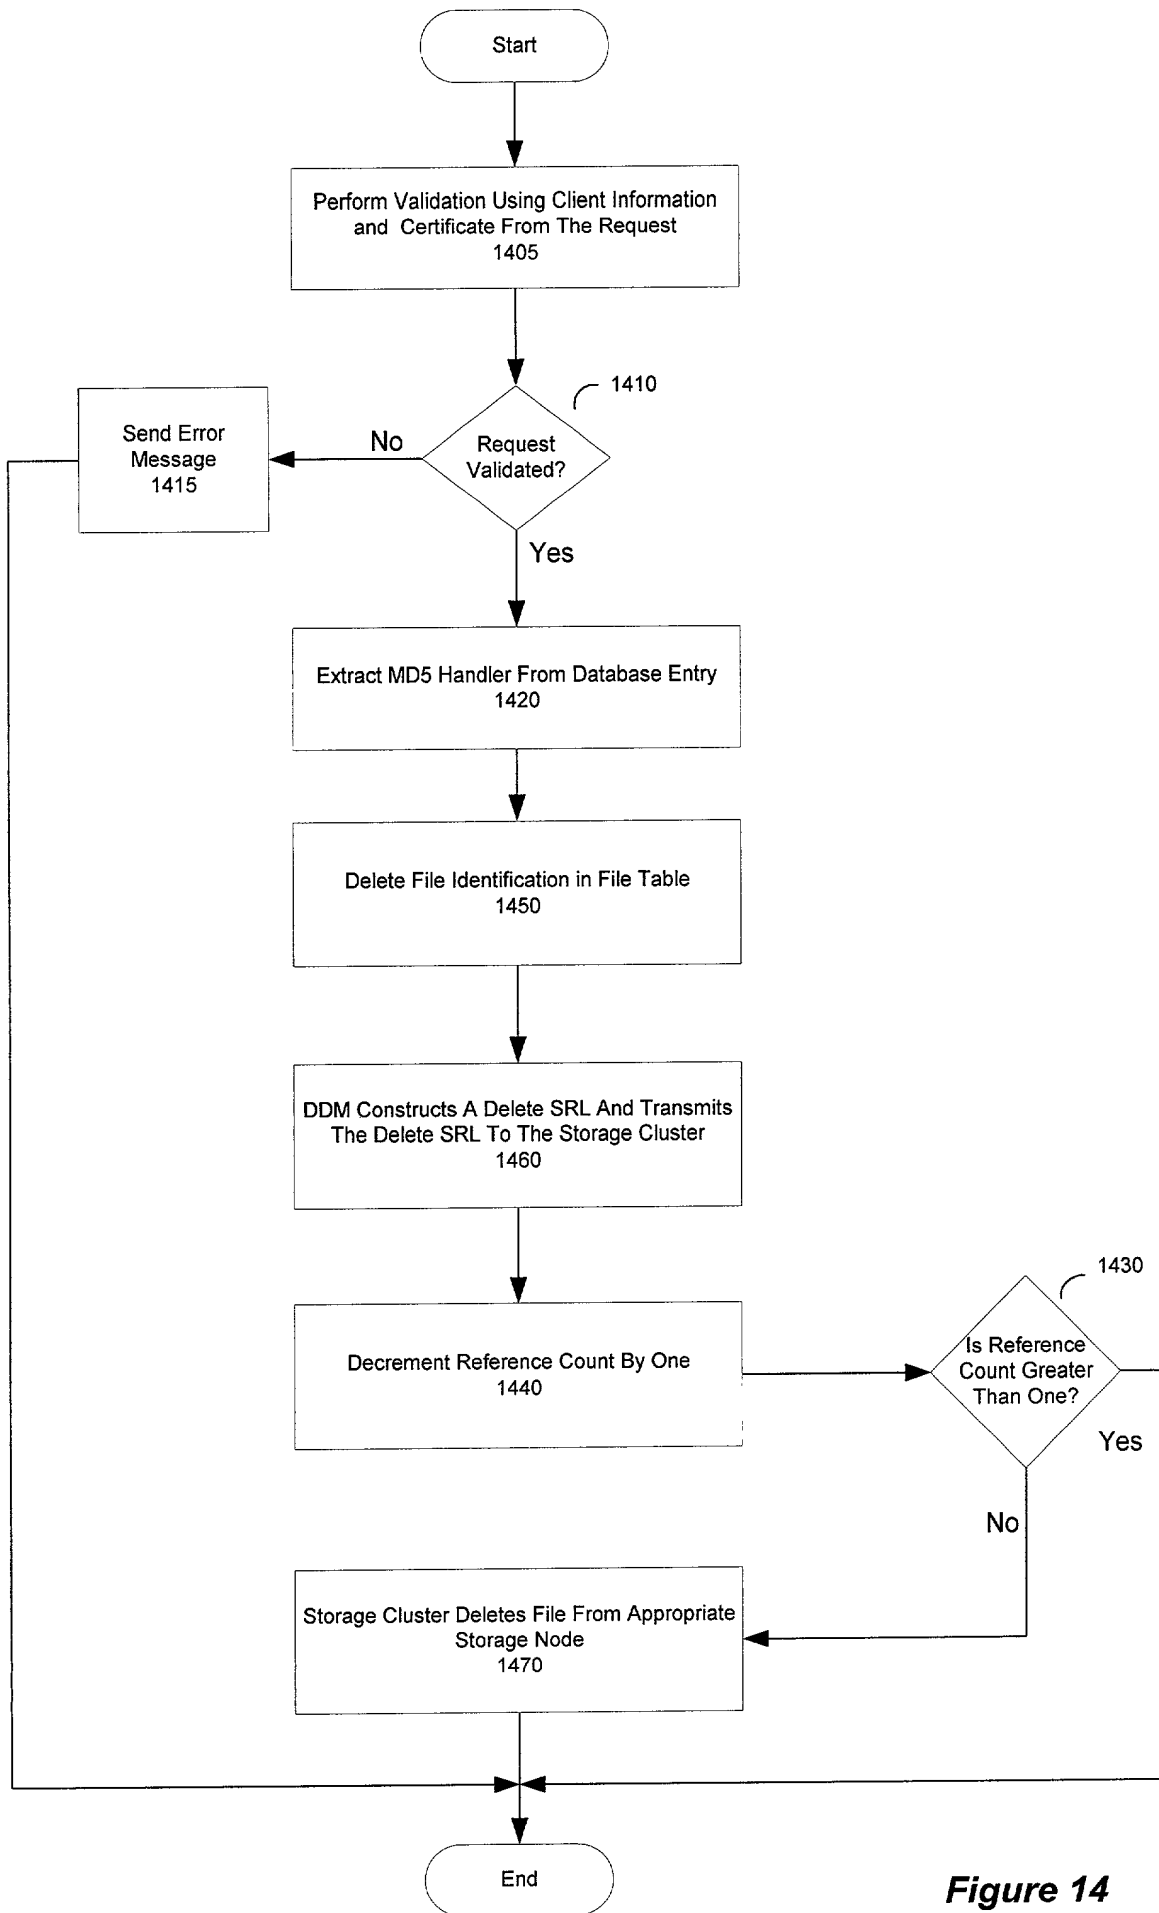 Start
Perform Validation Using Client Information
and Certificate From The Request
1405
1410
Request
Validated?
No
Send Error
Message
1415
Yes
Extract MD5 Handler From Database Entry
1420
Delete File Identification in File Table
1450
DDM Constructs A Delete SRL And Transmits
The Delete SRL To The Storage Cluster
1460
Decrement Reference Count By One
1440
1430
Is Reference
Count Greater
Than One?
Yes
No
Storage Cluster Deletes File From Appropriate
Storage Node
1470
End
Figure 14